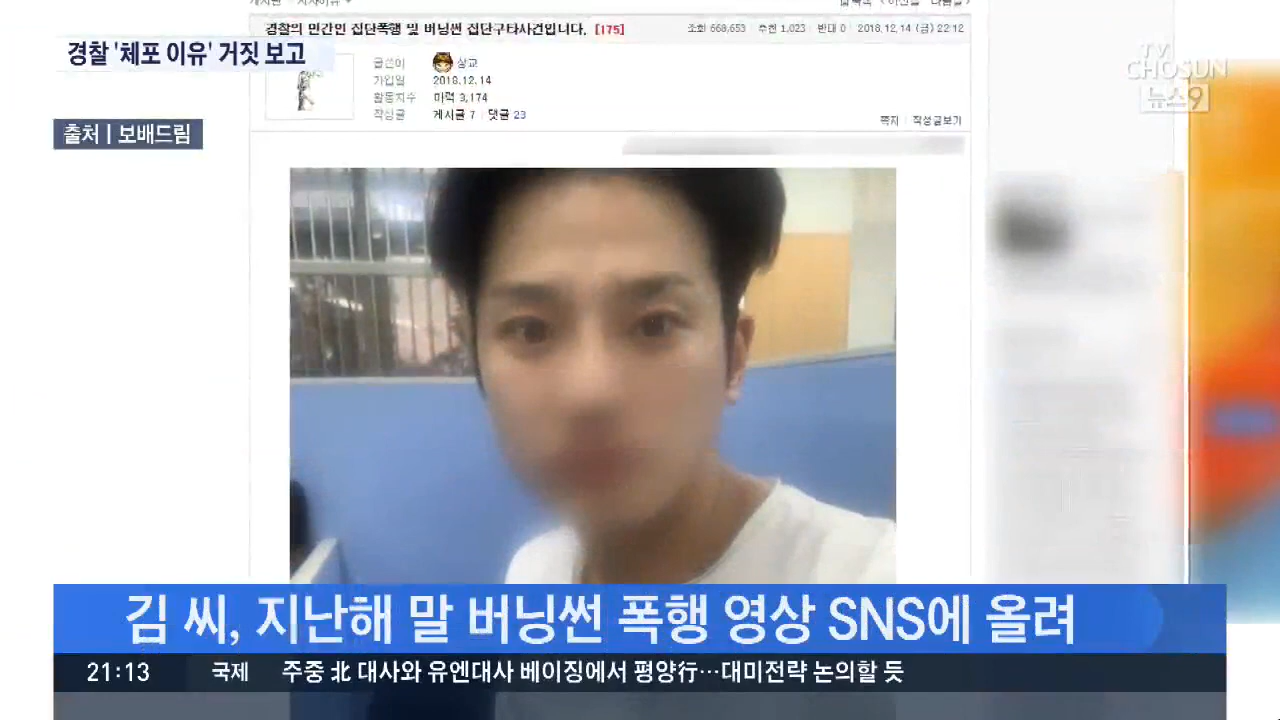 경찰의 민간인 집단폭행 및 버닝썬 집단구타사건입니다. [175]
조회 668,653 추천 1,023 반대 0 2018.12.14 (금) 22:12
경찰 '체포 이유' 거짓 보고
TV CHOSUN
뉴스9
글쓴이 상교
가입일 2018.12.14
활동지수 마력 3,174
작성글 게시글 7 댓글 23
쪽지 작성글보기
출처 | 보배드림
김 씨, 지난해 말 버닝썬 폭행 영상 SNS에 올려
21:13 국제 주중 北 대사와 유엔대사 베이징에서 평양行…대미전략 논의할 듯